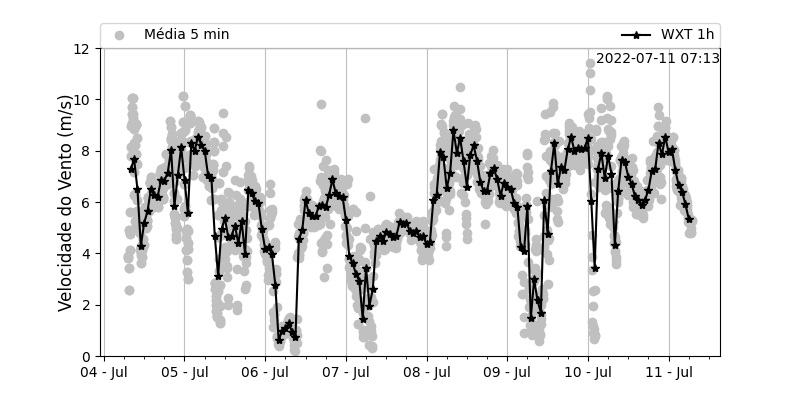 Média 5 min
WXT 1h
2022-07-11 07:13
Velocidade do Vento (m/s)
12
10
8
6
4
2
0
04 - Jul 05 - Jul 06 - Jul 07 - Jul 08 - Jul 09 - Jul 10 - Jul 11 - Jul